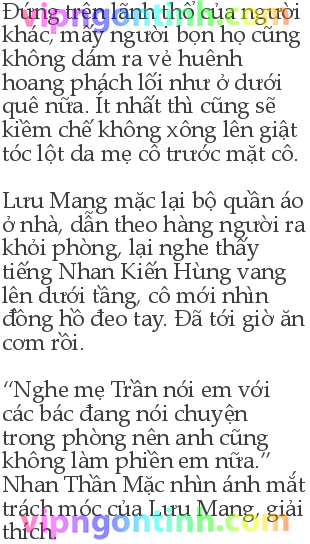 Đứng trên lãnh thổ của người
khác, mấy người bọn họ cũng
không dám ra vẻ huênh
hoang phách lối như ở dưới
quê nữa. Ít nhất thì cũng sẽ
kiềm chế không xông lên giật
tóc lột da mẹ cô trước mặt cô.
Lưu Mang mặc lại bộ quần áo
ở nhà, dẫn theo hàng người ra
khỏi phòng, lại nghe thấy
tiếng Nhan Kiến Hùng vang
lên dưới tầng, cô mới nhìn
đồng hồ đeo tay. Đã tới giờ ăn
cơm rồi.
“Nghe mẹ Trần nói em với
các bác đang nói chuyện
trong phòng nên anh cũng
không làm phiền em nữa.”
Nhan Thần Mặc nhìn ánh mắt
trách móc của Lưu Mang, giải
thích.
vipngontinh.com
vipngontinh.com